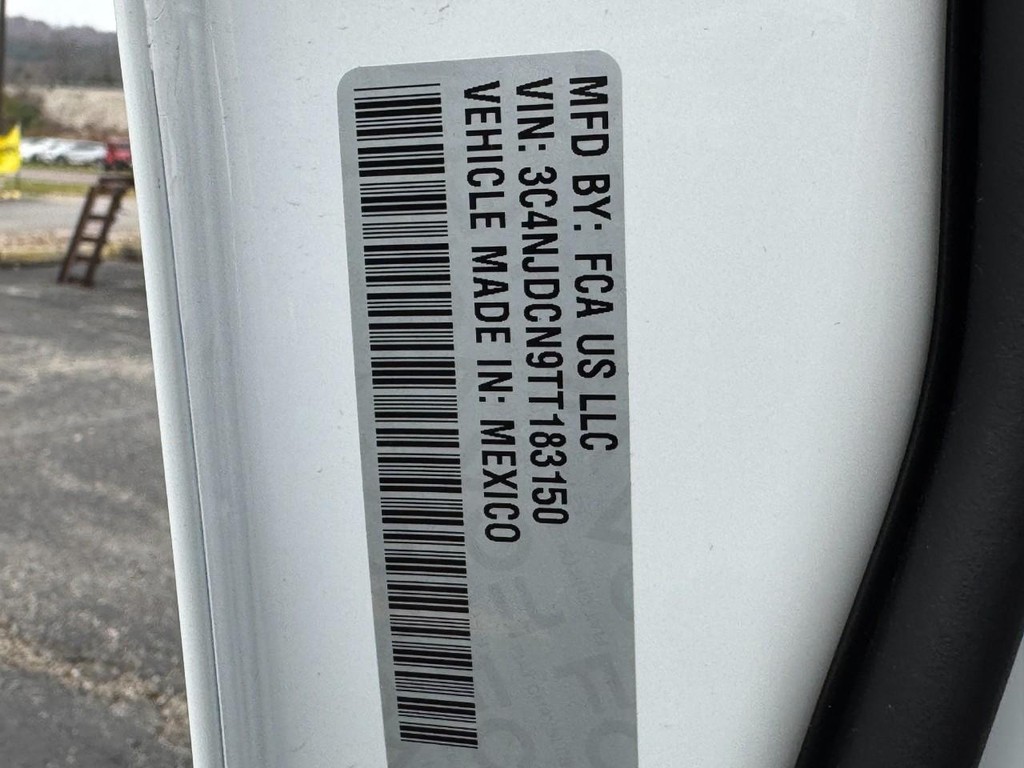 MFD BY: FCA US LLC
VIN: 3C4NJDCN9TT183150
VEHICLE MADE IN: MEXICO